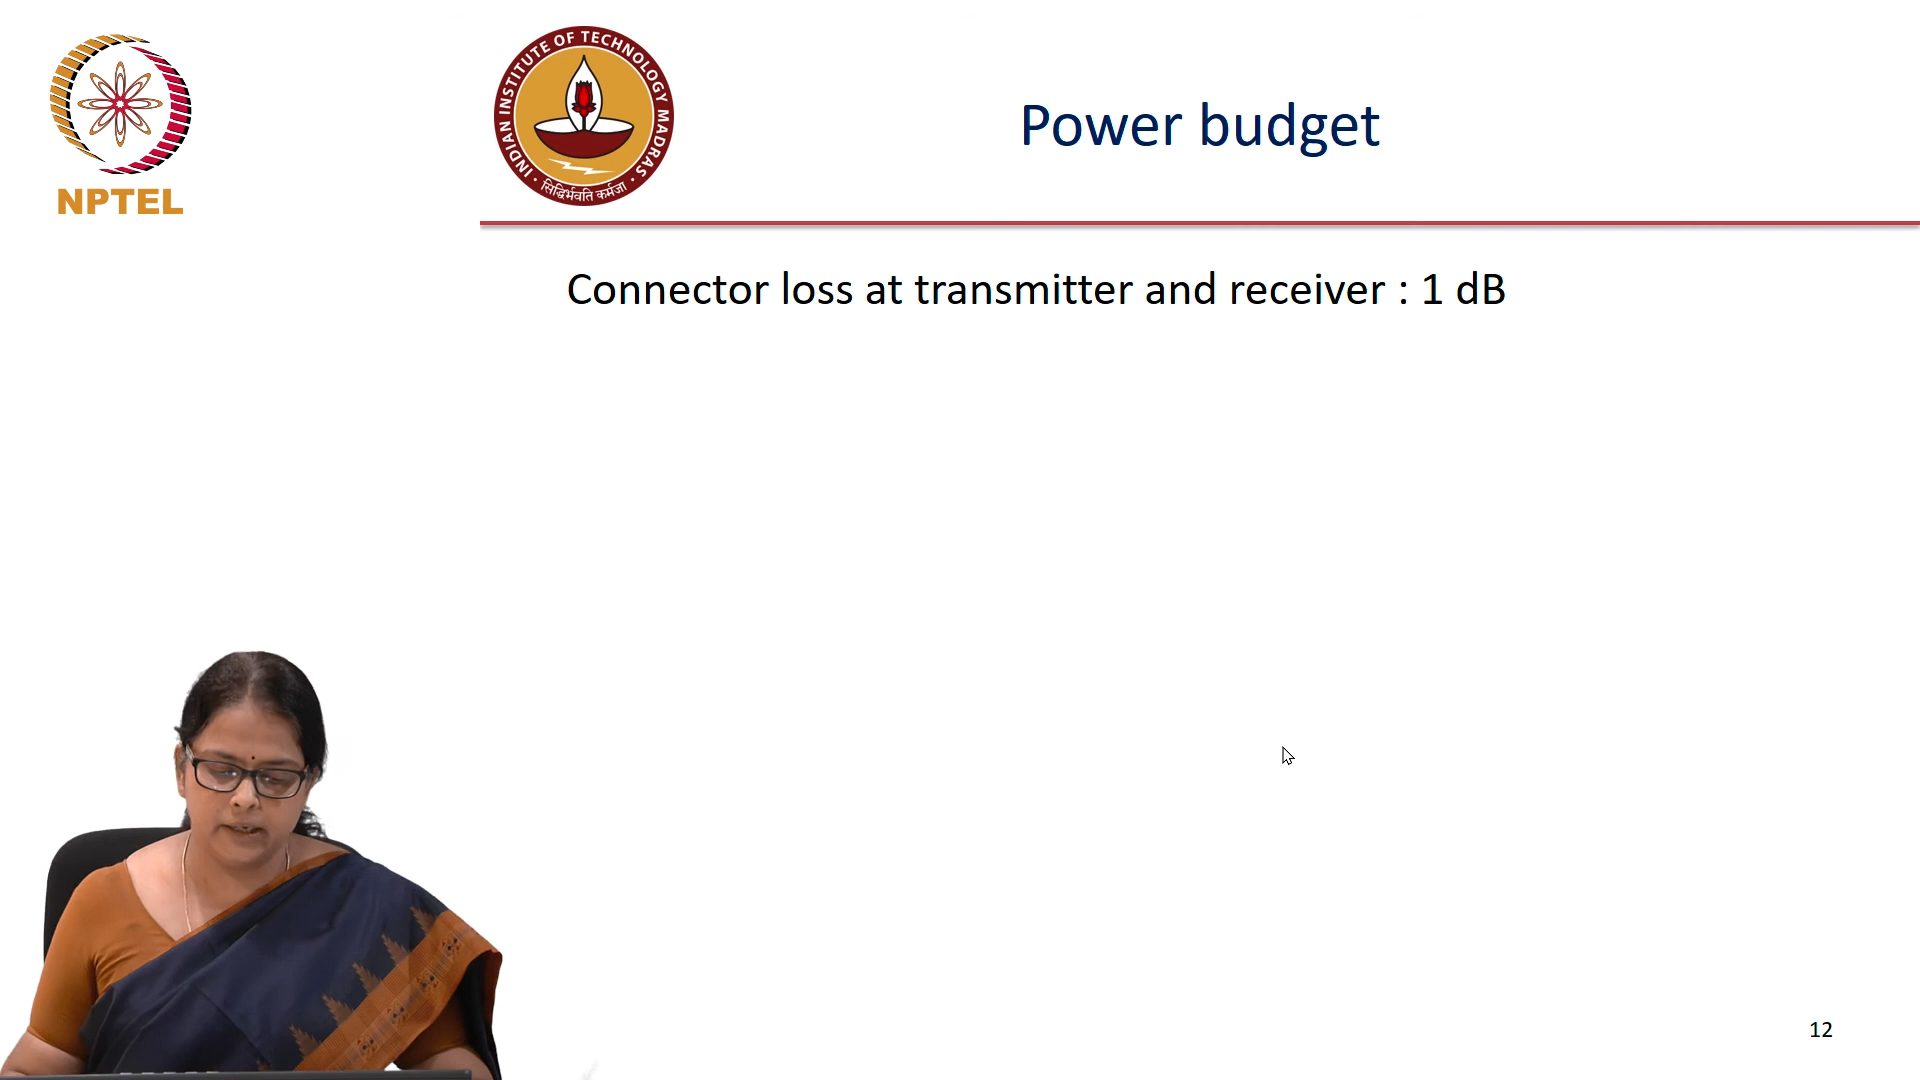 NPTEL
INDIAN INSTITUTE OF TECHNOLOGY MADRAS
सिद्धिर्भवति कर्मजा
Power budget
Connector loss at transmitter and receiver : 1 dB
12